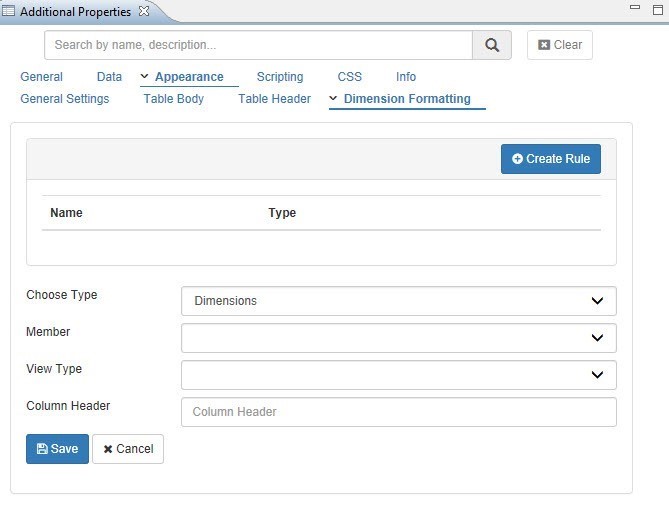 Additional Properties
Search by name, description...
Clear
General Data Appearance Scripting CSS Info
General Settings Table Body Table Header Dimension Formatting
Create Rule
Name Type
Choose Type Dimensions
Member
View Type
Column Header Column Header
Save Cancel